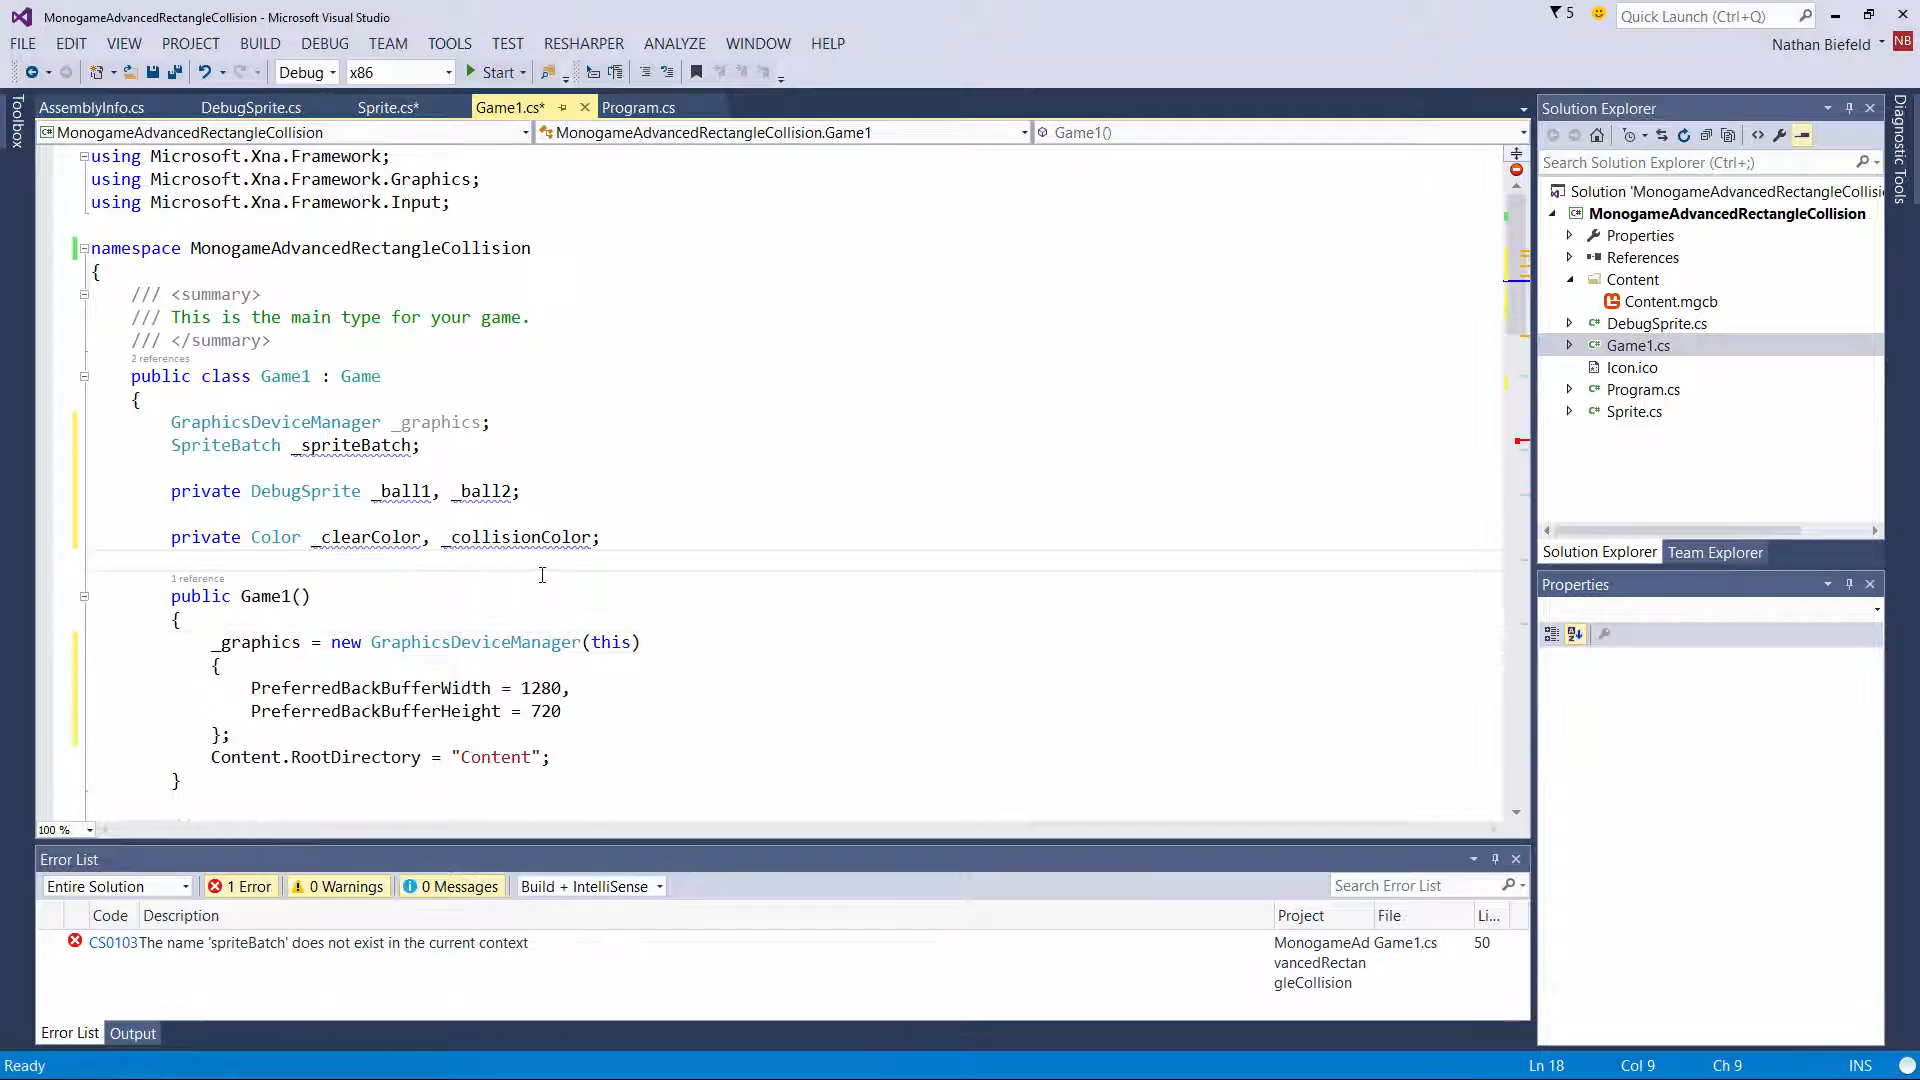 MonogameAdvancedRectangleCollision - Microsoft Visual Studio
5
Quick Launch (Ctrl+Q)
FILE EDIT VIEW PROJECT BUILD DEBUG TEAM TOOLS TEST RESHARPER ANALYZE WINDOW HELP
Nathan Biefeld NB
Debug x86 Start
Toolbox
AssemblyInfo.cs DebugSprite.cs Sprite.cs* Game1.cs* Program.cs
MonogameAdvancedRectangleCollision MonogameAdvancedRectangleCollision.Game1 Game1()
using Microsoft.Xna.Framework;
using Microsoft.Xna.Framework.Graphics;
using Microsoft.Xna.Framework.Input;
namespace MonogameAdvancedRectangleCollision
{
/// <summary>
/// This is the main type for your game.
/// </summary>
2 references
public class Game1 : Game
{
GraphicsDeviceManager _graphics;
SpriteBatch _spriteBatch;
private DebugSprite _ball1, _ball2;
private Color _clearColor, _collisionColor;
1 reference
public Game1()
{
_graphics = new GraphicsDeviceManager(this)
{
PreferredBackBufferWidth = 1280,
PreferredBackBufferHeight = 720
};
Content.RootDirectory = "Content";
}
100 %
Error List
Entire Solution 1 Error 0 Warnings 0 Messages Build + IntelliSense Search Error List
Code Description Project File Li...
CS0103 The name 'spriteBatch' does not exist in the current context MonogameAd Game1.cs 50
vancedRectan
gleCollision
Error List Output
Solution Explorer
Search Solution Explorer (Ctrl+;)
Solution 'MonogameAdvancedRectangleCollisi
MonogameAdvancedRectangleCollision
Properties
References
Content
Content.mgcb
DebugSprite.cs
Game1.cs
Icon.ico
Program.cs
Sprite.cs
Solution Explorer Team Explorer
Properties
Diagnostic Tools
Ready Ln 18 Col 9 Ch 9 INS